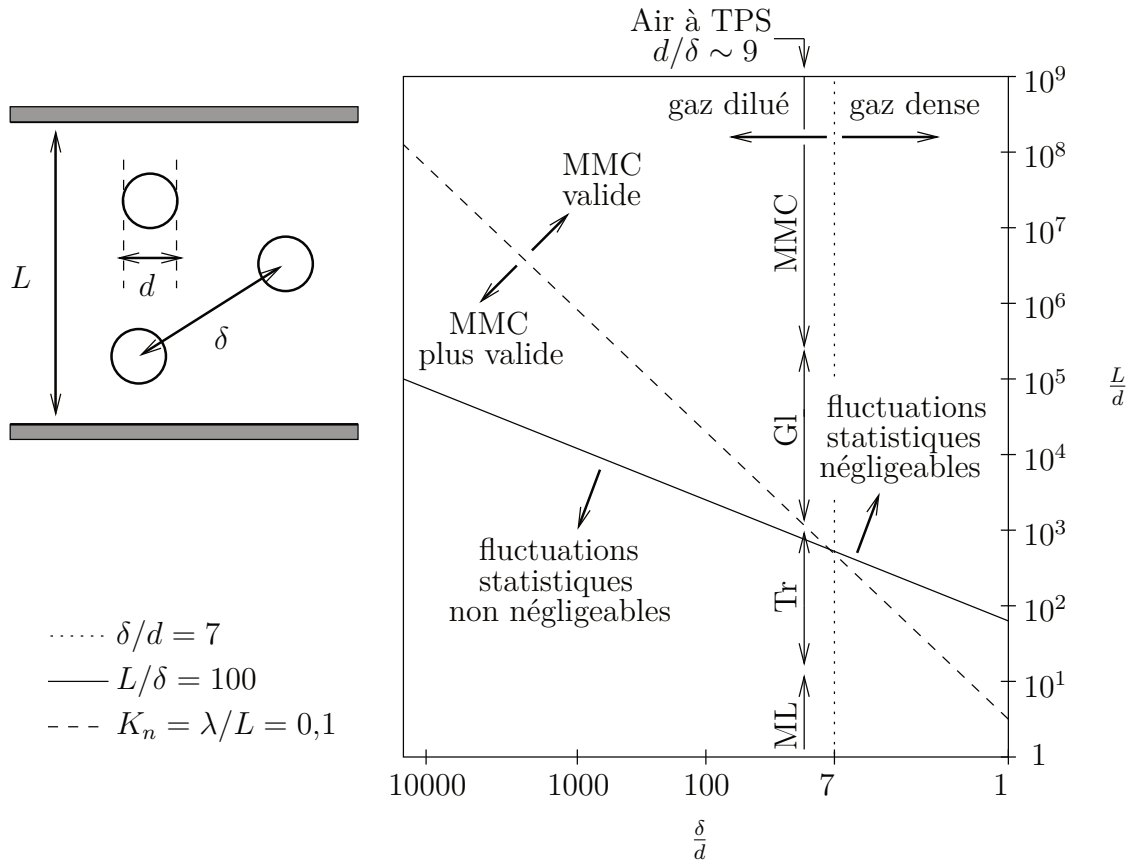 L
d
δ
δ/d = 7
L/δ = 100
K_n = λ/L = 0,1
Air à TPS
d/δ ∼ 9
gaz dilué
gaz dense
MMC
valide
MMC
plus valide
MMC
Gl
Tr
ML
fluctuations
statistiques
négligeables
fluctuations
statistiques
non négligeables
10^9
10^8
10^7
10^6
10^5
10^4
10^3
10^2
10^1
1
L/d
10000
1000
100
7
1
δ/d